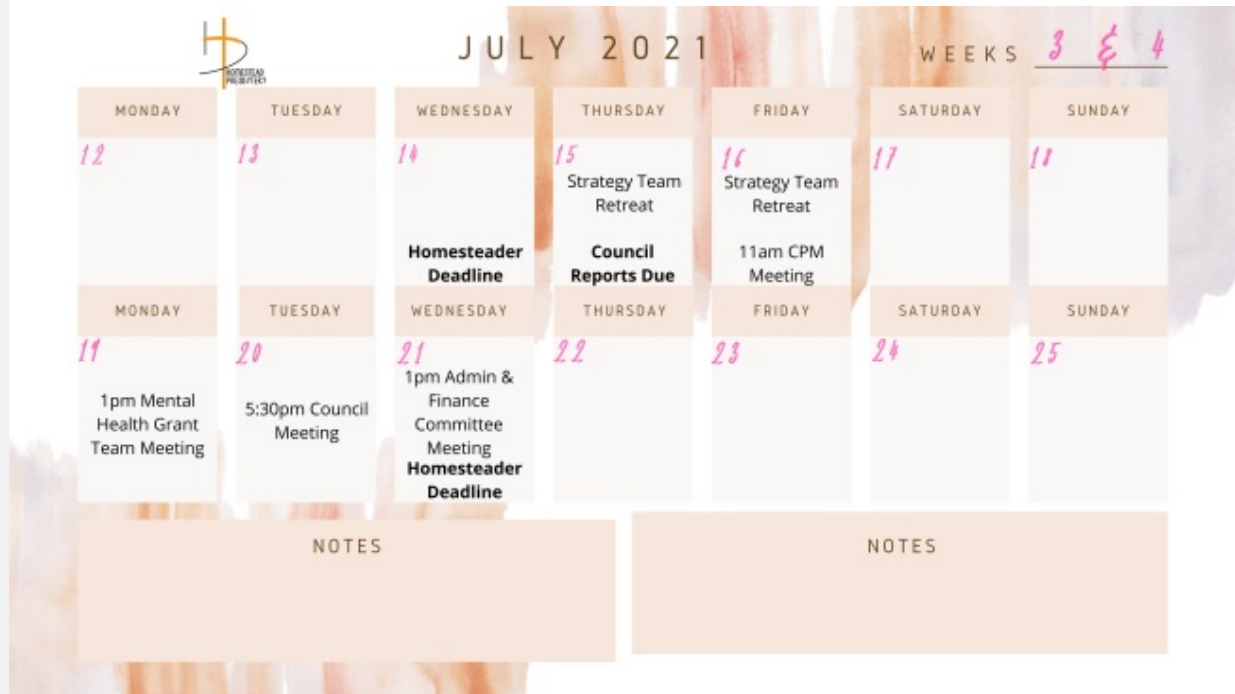 HOMESTEAD
PRESBYTERY
JULY 2021
WEEKS 3 & 4
MONDAY TUESDAY WEDNESDAY THURSDAY FRIDAY SATURDAY SUNDAY
12 13 14 15 16 17 18
Strategy Team Strategy Team
Retreat Retreat
Homesteader Council 11am CPM
Deadline Reports Due Meeting
MONDAY TUESDAY WEDNESDAY THURSDAY FRIDAY SATURDAY SUNDAY
19 20 21 22 23 24 25
1pm Mental
Health Grant
Team Meeting
5:30pm Council
Meeting
1pm Admin &
Finance
Committee
Meeting
Homesteader
Deadline
NOTES NOTES